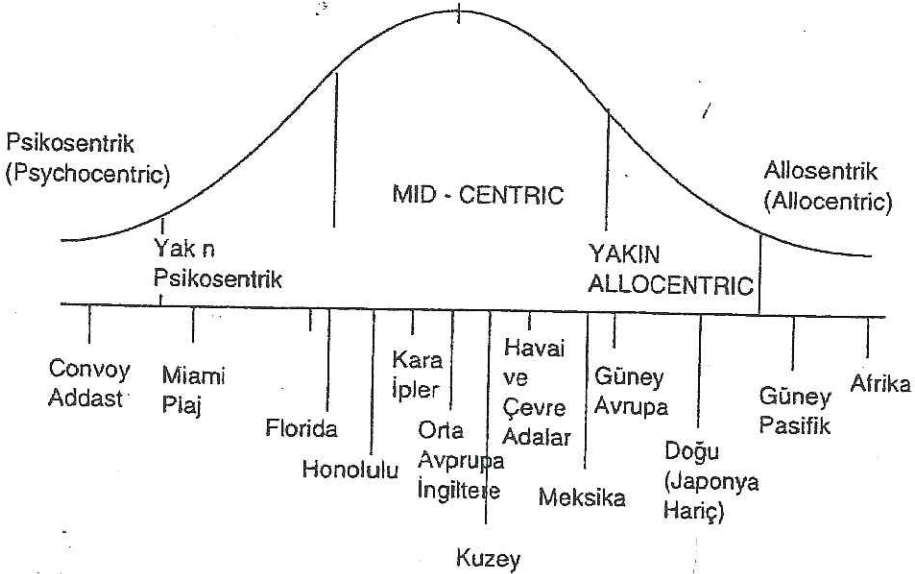 Psikosentrik
(Psychocentric)
Allosentrik
(Allocentric)
MID - CENTRIC
Yak n
Psikosentrik
YAKIN
ALLOCENTRIC
Convoy
Addast
Miami
Plaj
Florida
Honolulu
Kara
İpler
Orta
Avprupa
İngiltere
Kuzey
Havai
ve
Çevre
Adalar
Meksika
Güney
Avrupa
Doğu
(Japonya
Hariç)
Güney
Pasifik
Afrika